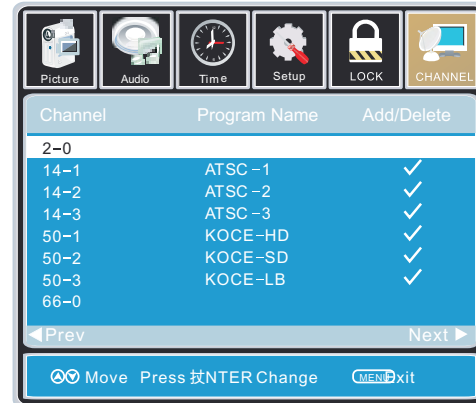 Picture Audio Time Setup LOCK CHANNEL
Channel Program Name Add/Delete
2-0
14-1 ATSC-1 ✓
14-2 ATSC-2 ✓
14-3 ATSC-3 ✓
50-1 KOCE-HD ✓
50-2 KOCE-SD ✓
50-3 KOCE-LB ✓
66-0
◀Prev Next ▶
Move Press 扙NTER Change MENU Exit